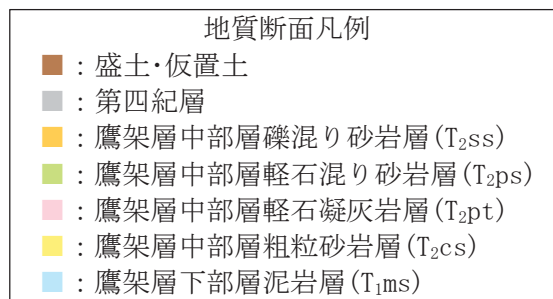 地質断面凡例
：盛土･仮置土
：第四紀層
：鷹架層中部層礫混り砂岩層(T₂ss)
：鷹架層中部層軽石混り砂岩層(T₂ps)
：鷹架層中部層軽石凝灰岩層(T₂pt)
：鷹架層中部層粗粒砂岩層(T₂cs)
：鷹架層下部層泥岩層(T₁ms)